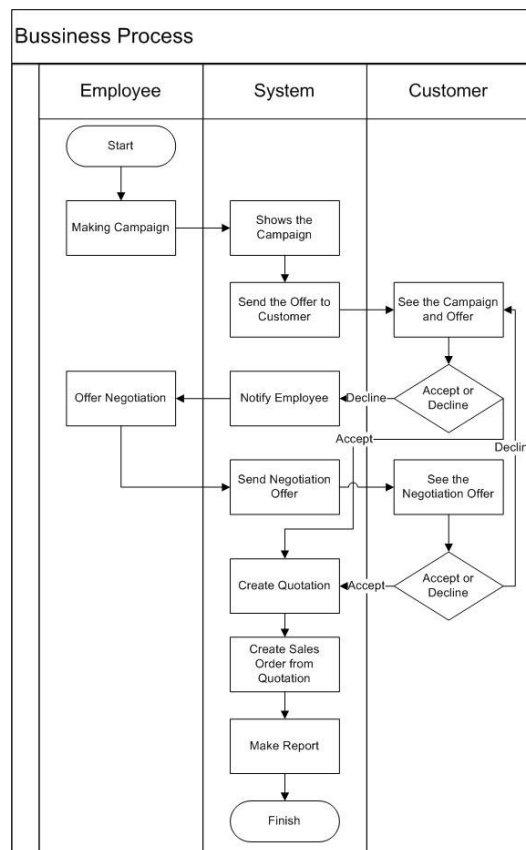 Bussiness Process
Employee
System
Customer
Start
Making Campaign
Shows the
Campaign
Send the Offer to
Customer
See the Campaign
and Offer
Accept or
Decline
Decline
Notify Employee
Offer Negotiation
Accept
Declin
Send Negotiation
Offer
See the
Negotiation Offer
Accept or
Decline
Accept
Create Quotation
Create Sales
Order from
Quotation
Make Report
Finish